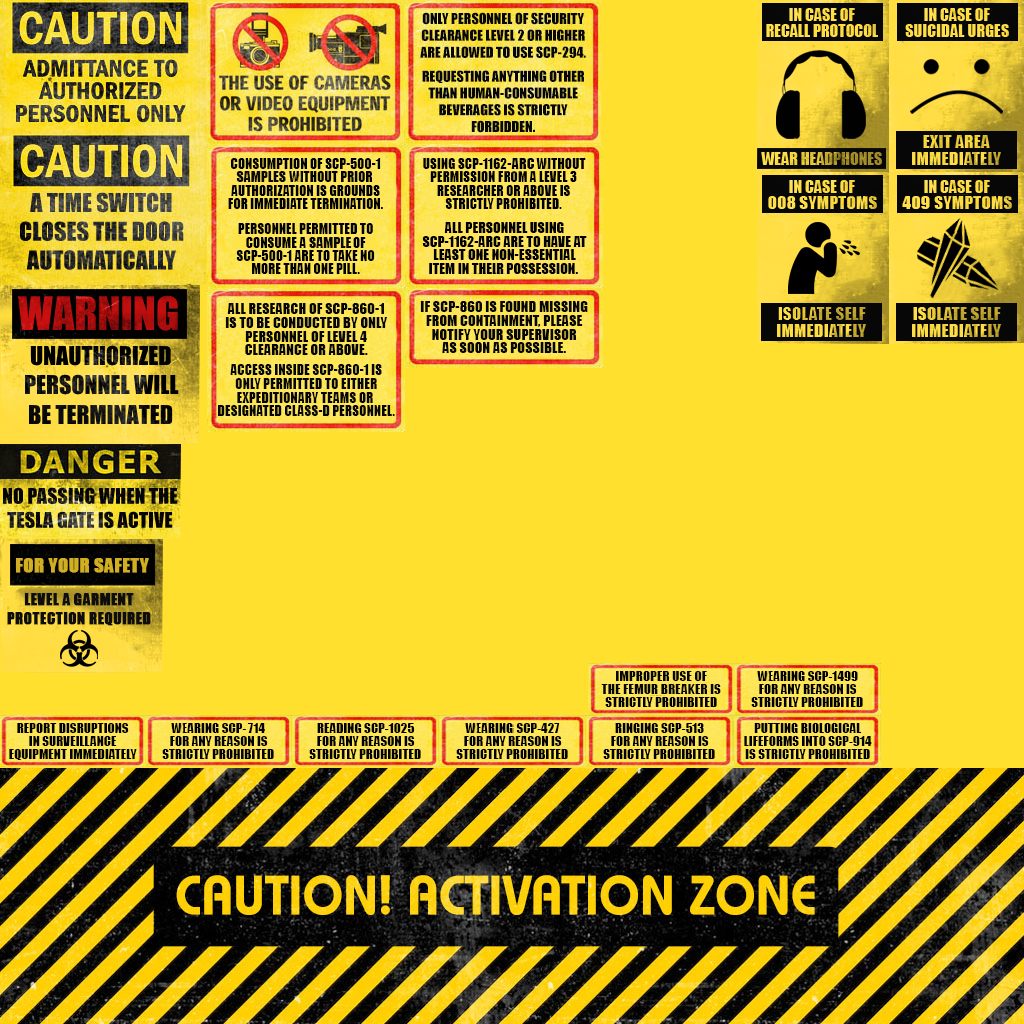 CAUTION
ADMITTANCE TO
AUTHORIZED
PERSONNEL ONLY
CAUTION
A TIME SWITCH
CLOSES THE DOOR
AUTOMATICALLY
WARNING
UNAUTHORIZED
PERSONNEL WILL
BE TERMINATED
DANGER
NO PASSING WHEN THE
TESLA GATE IS ACTIVE
FOR YOUR SAFETY
LEVEL A GARMENT
PROTECTION REQUIRED
THE USE OF CAMERAS
OR VIDEO EQUIPMENT
IS PROHIBITED
ONLY PERSONNEL OF SECURITY
CLEARANCE LEVEL 2 OR HIGHER
ARE ALLOWED TO USE SCP-294.
REQUESTING ANYTHING OTHER
THAN HUMAN-CONSUMABLE
BEVERAGES IS STRICTLY
FORBIDDEN.
CONSUMPTION OF SCP-500-1
SAMPLES WITHOUT PRIOR
AUTHORIZATION IS GROUNDS
FOR IMMEDIATE TERMINATION.
PERSONNEL PERMITTED TO
CONSUME A SAMPLE OF
SCP-500-1 ARE TO TAKE NO
MORE THAN ONE PILL.
USING SCP-1162-ARC WITHOUT
PERMISSION FROM A LEVEL 3
RESEARCHER OR ABOVE IS
STRICTLY PROHIBITED.
ALL PERSONNEL USING
SCP-1162-ARC ARE TO HAVE AT
LEAST ONE NON-ESSENTIAL
ITEM IN THEIR POSSESSION.
ALL RESEARCH OF SCP-860-1
IS TO BE CONDUCTED BY ONLY
PERSONNEL OF LEVEL 4
CLEARANCE OR ABOVE.
ACCESS INSIDE SCP-860-1 IS
ONLY PERMITTED TO EITHER
EXPEDITIONARY TEAMS OR
DESIGNATED CLASS-D PERSONNEL.
IF SCP-860 IS FOUND MISSING
FROM CONTAINMENT, PLEASE
NOTIFY YOUR SUPERVISOR
AS SOON AS POSSIBLE.
IN CASE OF
RECALL PROTOCOL
WEAR HEADPHONES
IN CASE OF
SUICIDAL URGES
EXIT AREA
IMMEDIATELY
IN CASE OF
008 SYMPTOMS
ISOLATE SELF
IMMEDIATELY
IN CASE OF
409 SYMPTOMS
ISOLATE SELF
IMMEDIATELY
IMPROPER USE OF
THE FEMUR BREAKER IS
STRICTLY PROHIBITED
WEARING SCP-1499
FOR ANY REASON IS
STRICTLY PROHIBITED
REPORT DISRUPTIONS
IN SURVEILLANCE
EQUIPMENT IMMEDIATELY
WEARING SCP-714
FOR ANY REASON IS
STRICTLY PROHIBITED
READING SCP-1025
FOR ANY REASON IS
STRICTLY PROHIBITED
WEARING SCP-427
FOR ANY REASON IS
STRICTLY PROHIBITED
RINGING SCP-513
FOR ANY REASON IS
STRICTLY PROHIBITED
PUTTING BIOLOGICAL
LIFEFORMS INTO SCP-914
IS STRICTLY PROHIBITED
CAUTION! ACTIVATION ZONE